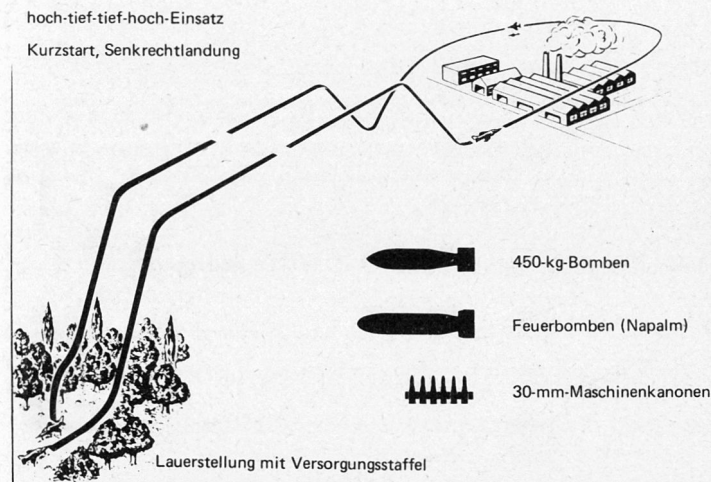 hoch-tief-tief-hoch-Einsatz
Kurzstart, Senkrechtlandung
450-kg-Bomben
Feuerbomben (Napalm)
30-mm-Maschinenkanonen
Lauerstellung mit Versorgungsstaffel